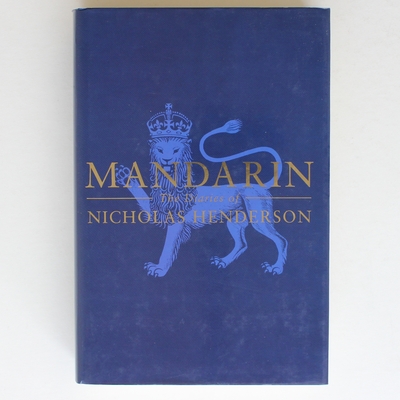 MANDARIN
The Diaries of
NICHOLAS HENDERSON